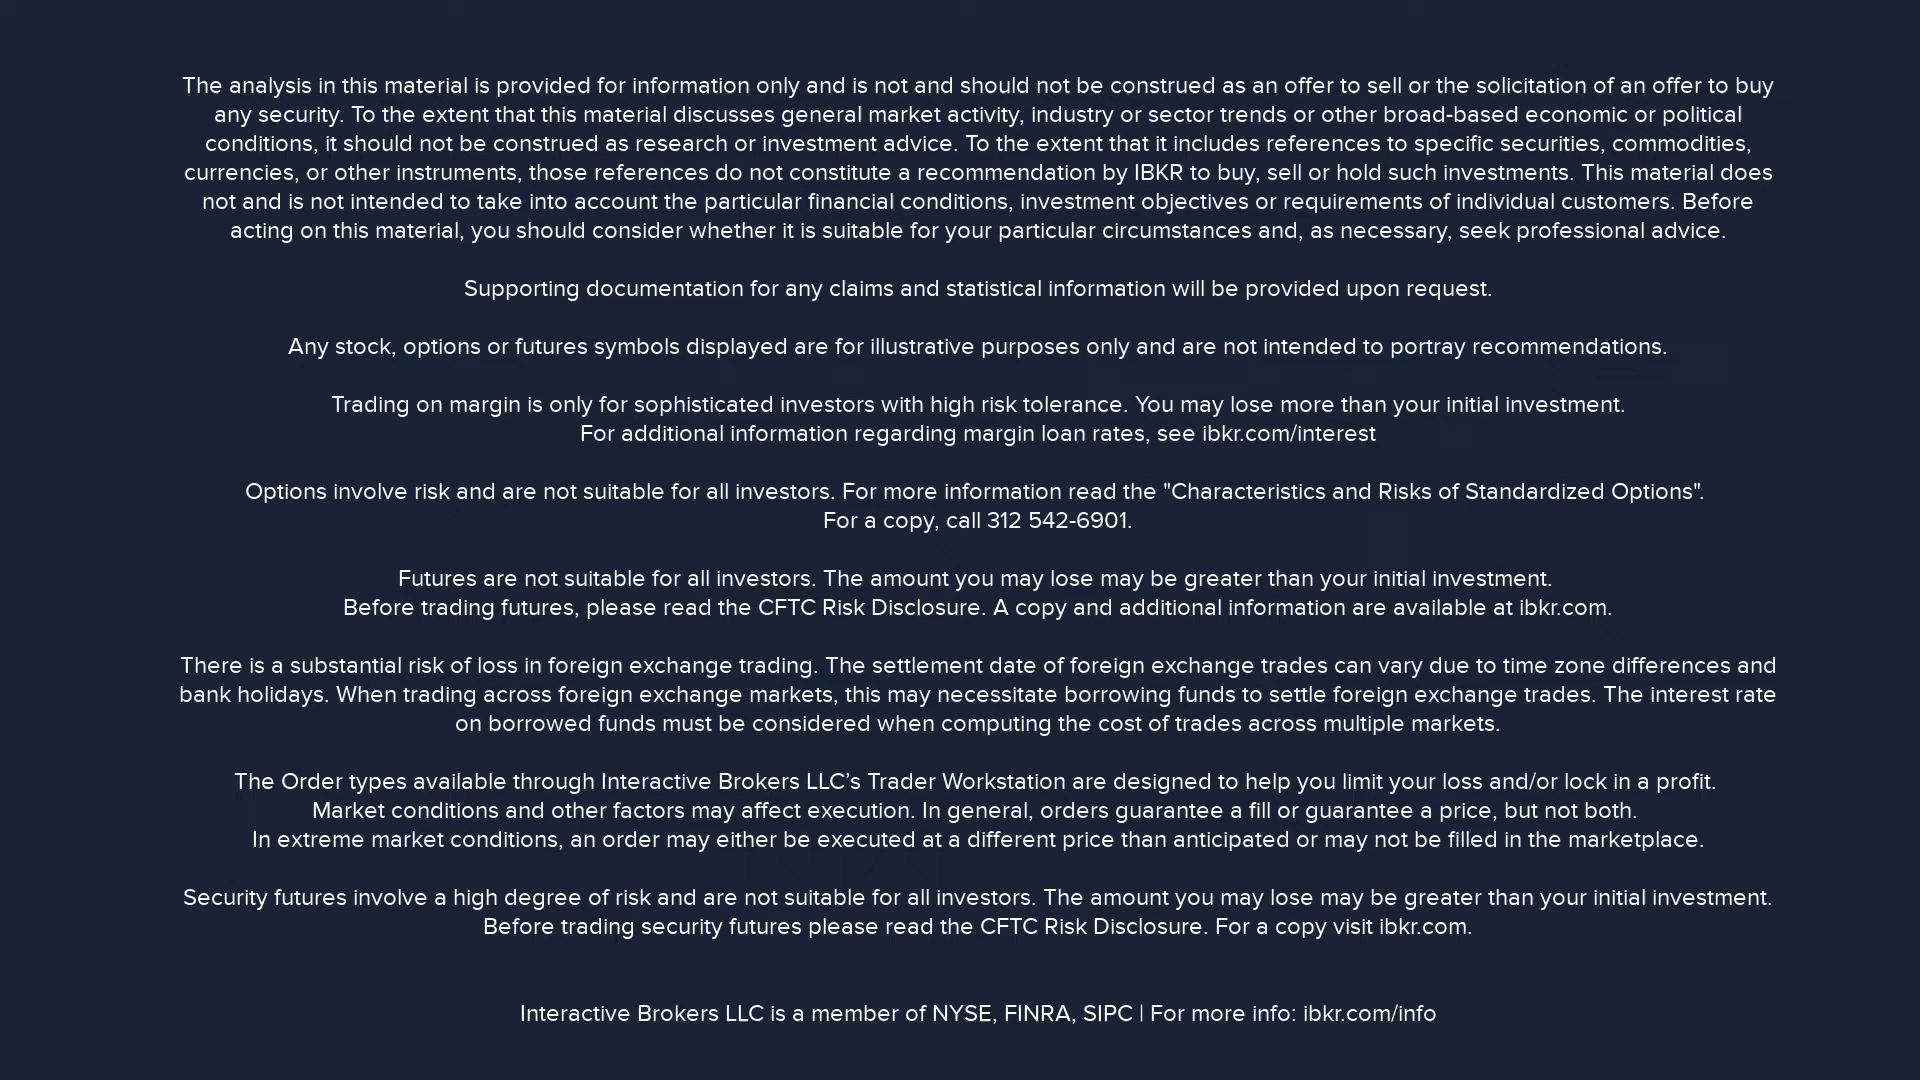 The analysis in this material is provided for information only and is not and should not be construed as an offer to sell or the solicitation of an offer to buy
any security. To the extent that this material discusses general market activity, industry or sector trends or other broad-based economic or political
conditions, it should not be construed as research or investment advice. To the extent that it includes references to specific securities, commodities,
currencies, or other instruments, those references do not constitute a recommendation by IBKR to buy, sell or hold such investments. This material does
not and is not intended to take into account the particular financial conditions, investment objectives or requirements of individual customers. Before
acting on this material, you should consider whether it is suitable for your particular circumstances and, as necessary, seek professional advice.
Supporting documentation for any claims and statistical information will be provided upon request.
Any stock, options or futures symbols displayed are for illustrative purposes only and are not intended to portray recommendations.
Trading on margin is only for sophisticated investors with high risk tolerance. You may lose more than your initial investment.
For additional information regarding margin loan rates, see ibkr.com/interest
Options involve risk and are not suitable for all investors. For more information read the "Characteristics and Risks of Standardized Options".
For a copy, call 312 542-6901.
Futures are not suitable for all investors. The amount you may lose may be greater than your initial investment.
Before trading futures, please read the CFTC Risk Disclosure. A copy and additional information are available at ibkr.com.
There is a substantial risk of loss in foreign exchange trading. The settlement date of foreign exchange trades can vary due to time zone differences and
bank holidays. When trading across foreign exchange markets, this may necessitate borrowing funds to settle foreign exchange trades. The interest rate
on borrowed funds must be considered when computing the cost of trades across multiple markets.
The Order types available through Interactive Brokers LLC’s Trader Workstation are designed to help you limit your loss and/or lock in a profit.
Market conditions and other factors may affect execution. In general, orders guarantee a fill or guarantee a price, but not both.
In extreme market conditions, an order may either be executed at a different price than anticipated or may not be filled in the marketplace.
Security futures involve a high degree of risk and are not suitable for all investors. The amount you may lose may be greater than your initial investment.
Before trading security futures please read the CFTC Risk Disclosure. For a copy visit ibkr.com.
Interactive Brokers LLC is a member of NYSE, FINRA, SIPC | For more info: ibkr.com/info